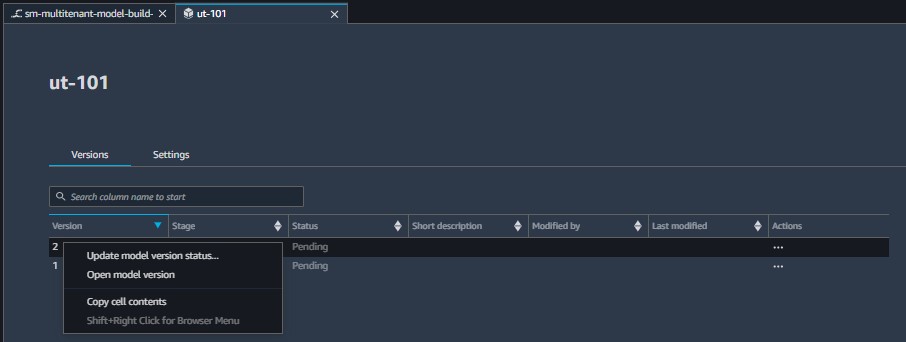 sm-multitenant-model-build- ut-101
ut-101
Versions Settings
Search column name to start
Version Stage Status Short description Modified by Last modified Actions
2 Pending ...
Update model version status...
Open model version
1 Pending ...
Copy cell contents
Shift+Right Click for Browser Menu